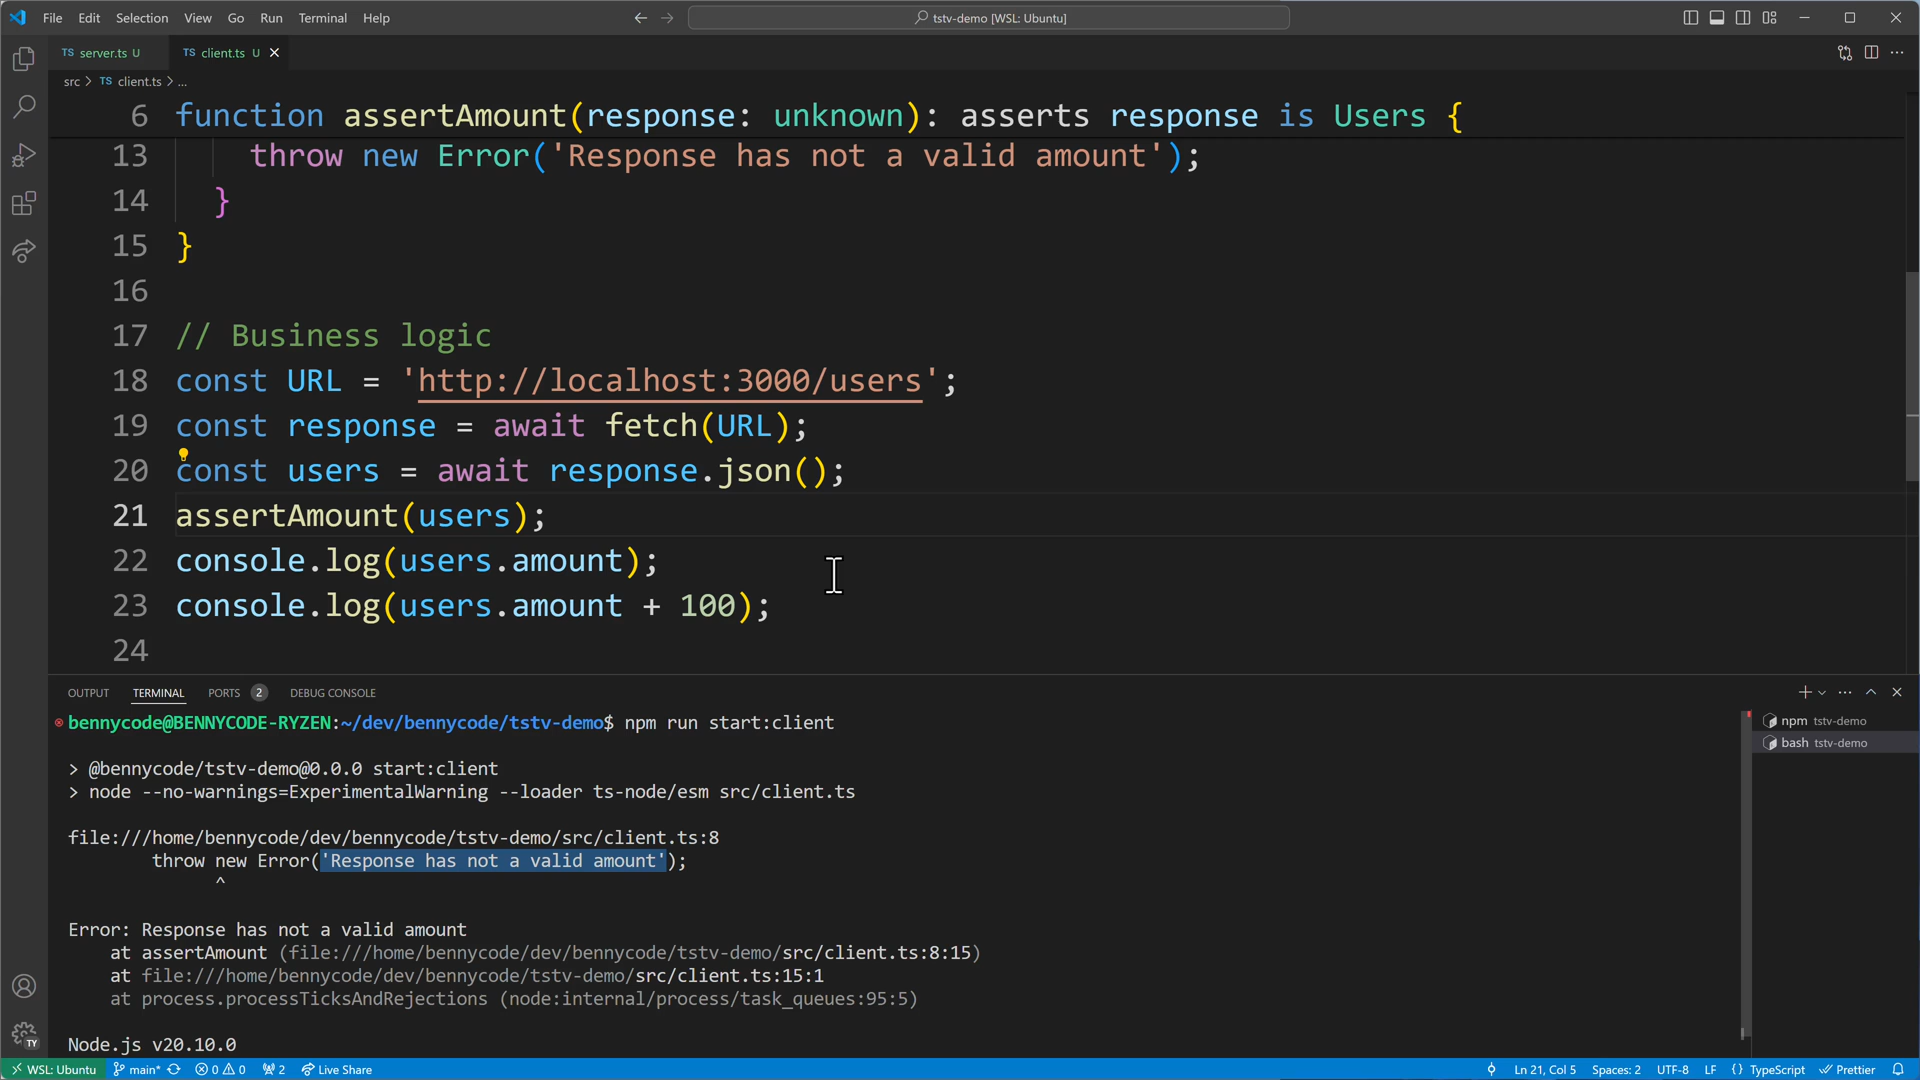 File Edit Selection View Go Run Terminal Help
tstv-demo [WSL: Ubuntu]
TS server.ts U TS client.ts U
src > TS client.ts > ...
6 function assertAmount(response: unknown): asserts response is Users {
13 throw new Error('Response has not a valid amount');
14 }
15 }
16
17 // Business logic
18 const URL = 'http://localhost:3000/users';
19 const response = await fetch(URL);
20 const users = await response.json();
21 assertAmount(users);
22 console.log(users.amount);
23 console.log(users.amount + 100);
24
OUTPUT TERMINAL PORTS 2 DEBUG CONSOLE
bennycode@BENNYCODE-RYZEN:~/dev/bennycode/tstv-demo$ npm run start:client
npm tstv-demo
bash tstv-demo
> @bennycode/tstv-demo@0.0.0 start:client
> node --no-warnings=ExperimentalWarning --loader ts-node/esm src/client.ts
file:///home/bennycode/dev/bennycode/tstv-demo/src/client.ts:8
throw new Error('Response has not a valid amount');
^
Error: Response has not a valid amount
at assertAmount (file:///home/bennycode/dev/bennycode/tstv-demo/src/client.ts:8:15)
at file:///home/bennycode/dev/bennycode/tstv-demo/src/client.ts:15:1
at process.processTicksAndRejections (node:internal/process/task_queues:95:5)
Node.js v20.10.0
TY
WSL: Ubuntu main* 0 0 2 Live Share Ln 21, Col 5 Spaces: 2 UTF-8 LF {} TypeScript Prettier